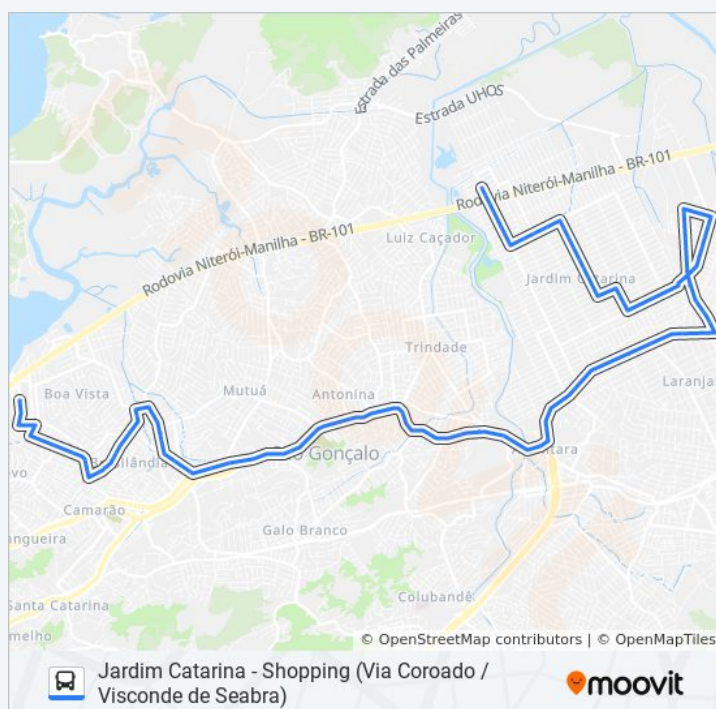 Estrada das Palmeiras
Estrada UHOS
Rodovia Niterói-Manilha - BR-101
Luiz Caçador
Rodovia Niterói-Manilha - BR-101
Jardim Catarina
Trindade
Boa Vista
Mutuá
Antonina
Laranja
Gonçalo
Camarão
Galo Branco
Colubandê
Santa Catarina
© OpenStreetMap contributors | © OpenMapTiles
Jardim Catarina - Shopping (Via Coroado /
Visconde de Seabra)
moovit